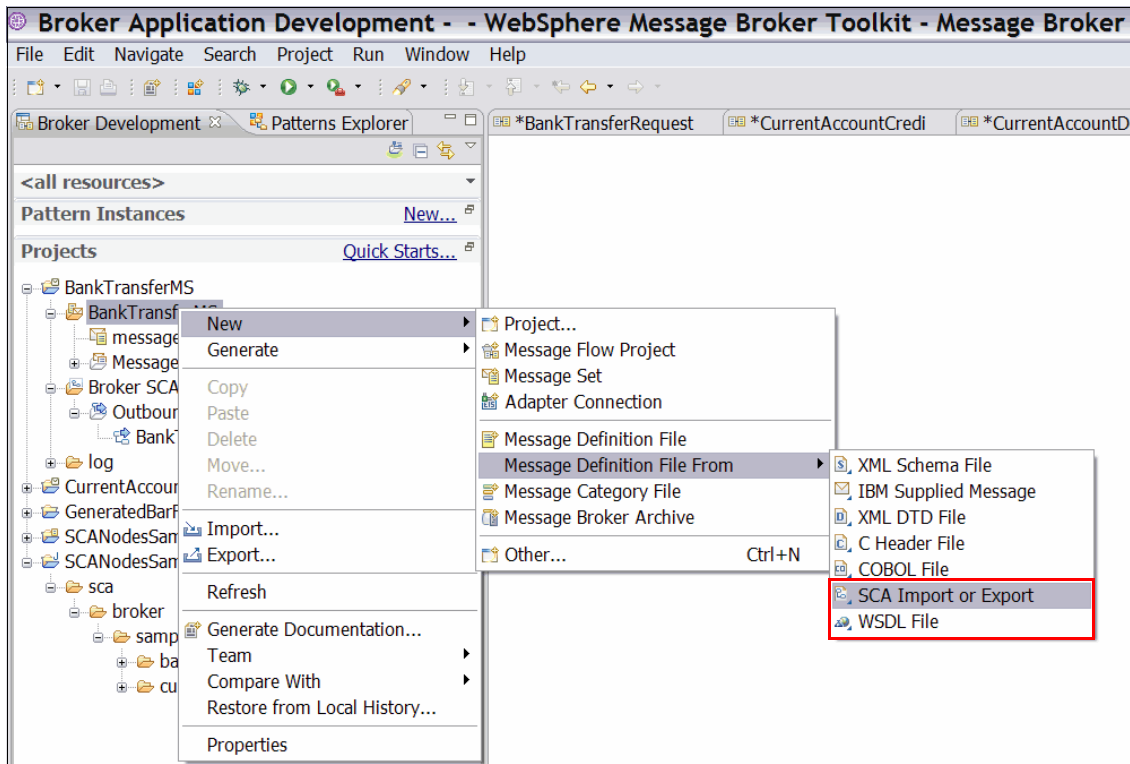 Broker Application Development - - WebSphere Message Broker Toolkit - Message Broker
File Edit Navigate Search Project Run Window Help
Broker Development Patterns Explorer *BankTransferRequest *CurrentAccountCredi *CurrentAccountD
<all resources>
Pattern Instances New...
Projects Quick Starts...
BankTransferMS
BankTransf
message
Message
Broker SCA
Outbour
Bank
log
CurrentAccour
GeneratedBarF
SCANodesSam
SCANodesSam
sca
broker
samp
ba
cu
New
Generate
Copy
Paste
Delete
Move...
Rename...
Import...
Export...
Refresh
Generate Documentation...
Team
Compare With
Restore from Local History...
Properties
Project...
Message Flow Project
Message Set
Adapter Connection
Message Definition File
Message Definition File From
Message Category File
Message Broker Archive
Other... Ctrl+N
XML Schema File
IBM Supplied Message
XML DTD File
C Header File
COBOL File
SCA Import or Export
WSDL File